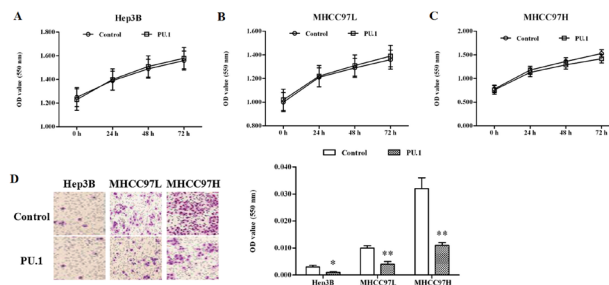 A
Hep3B
OD value (550 nm)
1.800
1.600
1.400
1.200
1.000
Control
PU.1
0 h
24 h
48 h
72 h
B
MHCC97L
OD value (550 nm)
1.800
1.600
1.400
1.200
1.000
0.800
Control
PU.1
0 h
24 h
48 h
72 h
C
MHCC97H
OD value (550 nm)
2.000
1.500
1.000
0.500
0.000
Control
PU.1
0 h
24 h
48 h
72 h
D
Hep3B MHCC97L MHCC97H
Control
PU.1
Control
PU.1
OD value (550 nm)
0.040
0.030
0.020
0.010
0.000
*
**
**
Hep3B
MHCC97L
MHCC97H